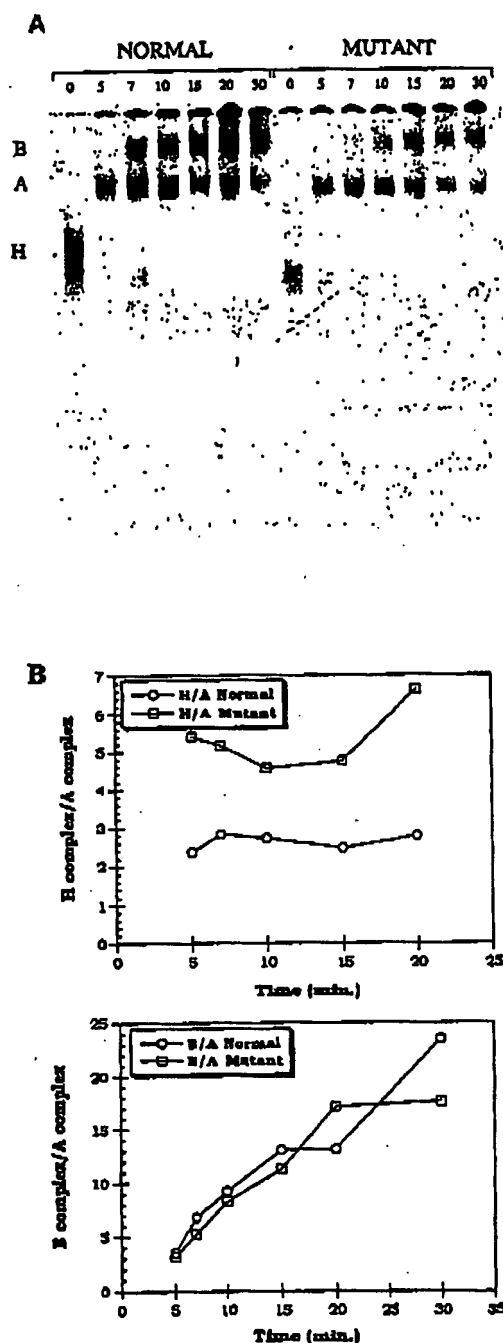 A
NORMAL MUTANT
0 5 7 10 15 20 30 0 5 7 10 15 20 30
B
A
H
B
H/A Normal
H/A Mutant
H complex/A complex
7
6
5
4
3
2
1
0
0 5 10 15 20 25
Time (min.)
B/A Normal
B/A Mutant
B complex/A complex
25
20
15
10
5
0
0 5 10 15 20 25 30 35
Time (min.)